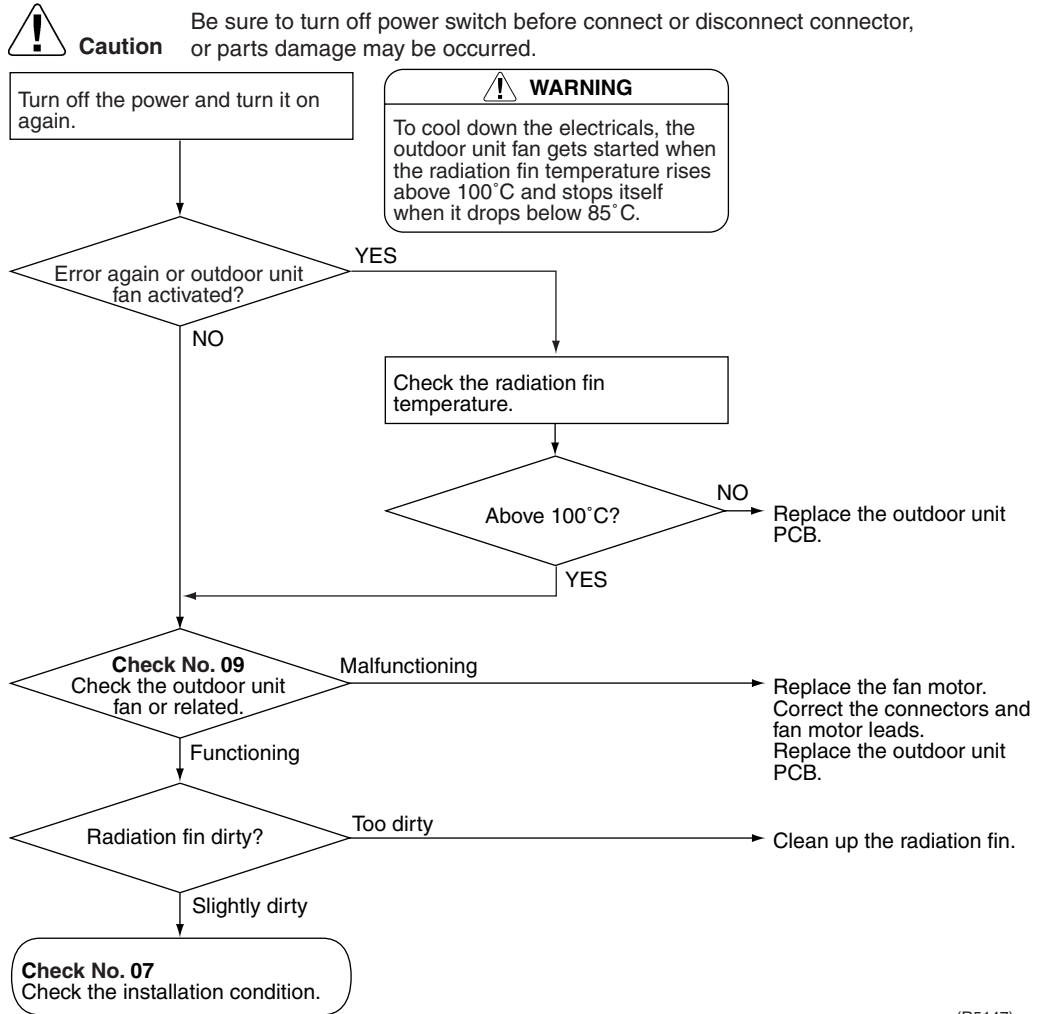 Caution
Be sure to turn off power switch before connect or disconnect connector,
or parts damage may be occurred.
Turn off the power and turn it on
again.
WARNING
To cool down the electricals, the
outdoor unit fan gets started when
the radiation fin temperature rises
above 100˚C and stops itself
when it drops below 85˚C.
Error again or outdoor unit
fan activated?
YES
NO
Check the radiation fin
temperature.
Above 100˚C?
NO
Replace the outdoor unit
PCB.
YES
Check No. 09
Check the outdoor unit
fan or related.
Malfunctioning
Replace the fan motor.
Correct the connectors and
fan motor leads.
Replace the outdoor unit
PCB.
Functioning
Radiation fin dirty?
Too dirty
Clean up the radiation fin.
Slightly dirty
Check No. 07
Check the installation condition.